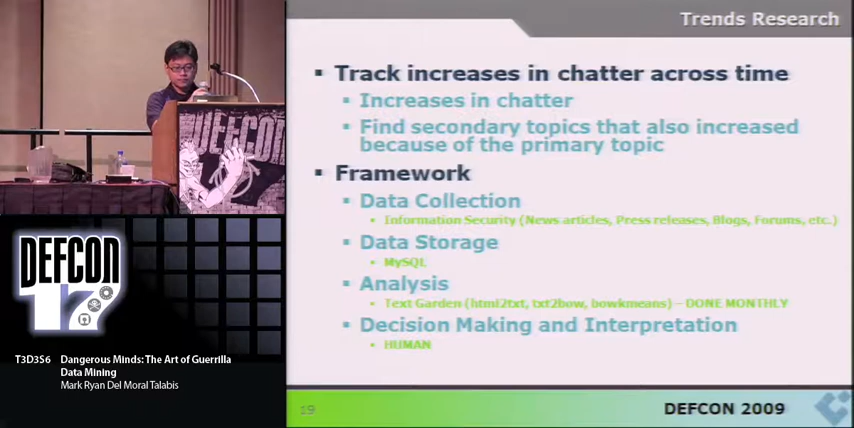 Trends Research
Track increases in chatter across time
Increases in chatter
Find secondary topics that also increased
because of the primary topic
Framework
Data Collection
Information Security (News articles, Press releases, Blogs, Forums, etc.)
Data Storage
MySQL
Analysis
Text Garden (html2txt, txt2bow, bowkmeans) – DONE MONTHLY
Decision Making and Interpretation
HUMAN
19
DEFCON 2009
DEFCON
DEFCON
17
T3D3S6 Dangerous Minds: The Art of Guerrilla
Data Mining
Mark Ryan Del Moral Talabis